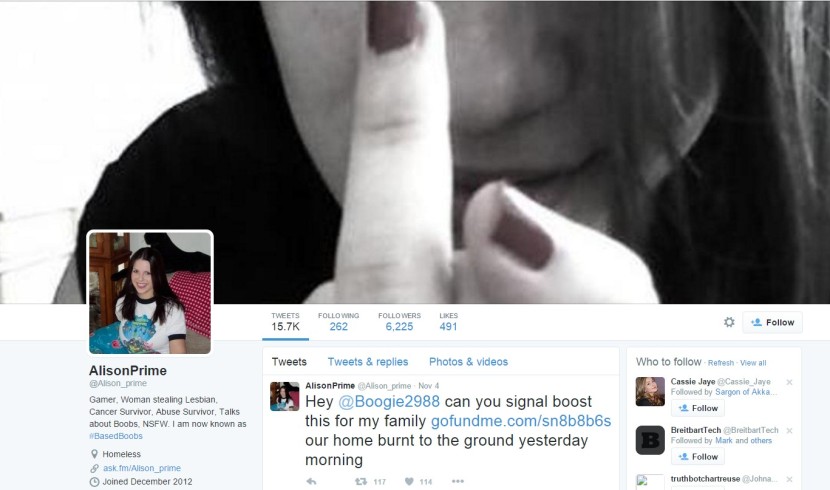 TWEETS FOLLOWING FOLLOWERS LIKES
15.7K 262 6,225 491
Follow
AlisonPrime
@Alison_prime
Gamer, Woman stealing Lesbian,
Cancer Survivor, Abuse Survivor, Talks
about Boobs, NSFW. I am now known as
#BasedBoobs
Homeless
ask.fm/Alison_prime
Joined December 2012
Tweets Tweets & replies Photos & videos
AlisonPrime @Alison_prime · Nov 4
Hey @Boogie2988 can you signal boost
this for my family gofundme.com/sn8b8b6s
our home burnt to the ground yesterday
morning
117 114
Who to follow · Refresh · View all
Cassie Jaye @Cassie_Jaye
Followed by Sargon of Akka...
Follow
B
BreitbartTech @BreitbartTech
Followed by Mark and others
Follow
truthbotchartreuse @Johna...